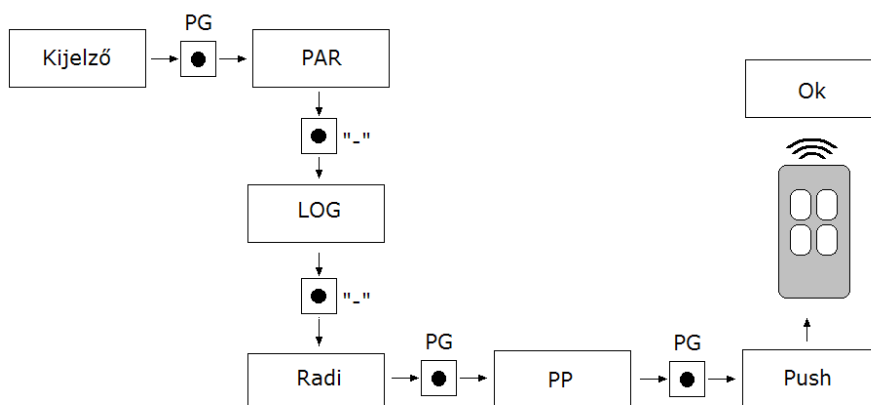 PG
Kijelző
PAR
"-"
LOG
"-"
Radi
PG
PP
PG
Push
Ok